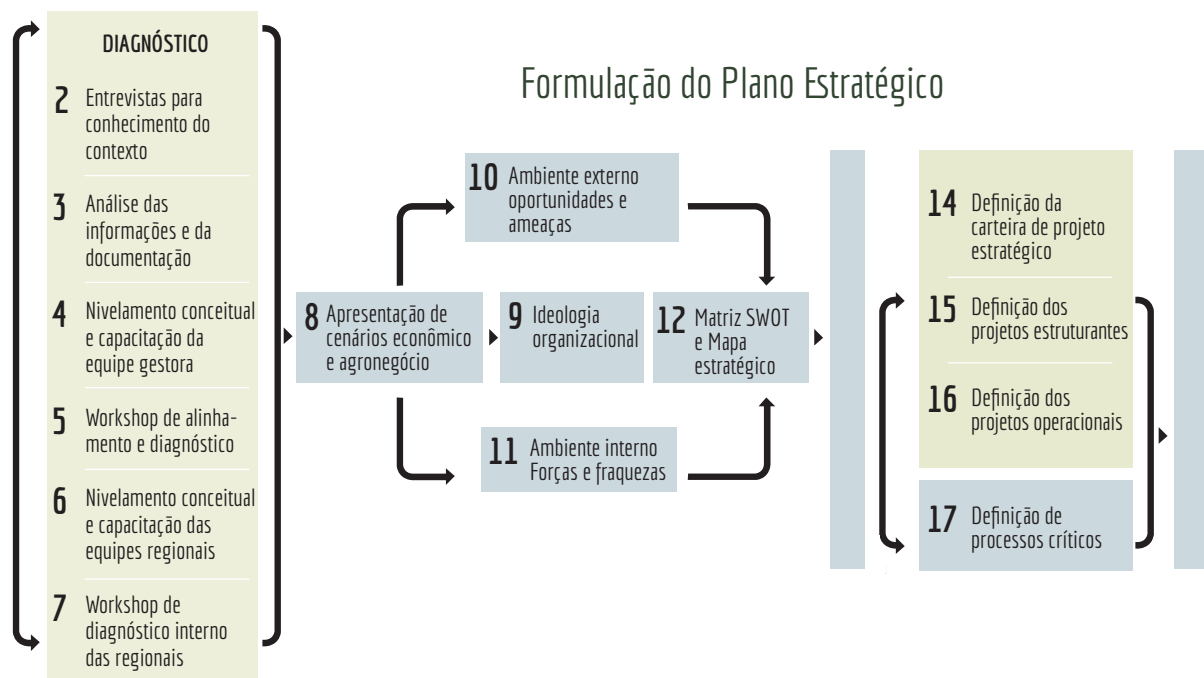 DIAGNÓSTICO
2 Entrevistas para
conhecimento do
contexto
3 Análise das
informações e da
documentação
4 Nivelamento conceitual
e capacitação da
equipe gestora
5 Workshop de alinha-
mento e diagnóstico
6 Nivelamento conceitual
e capacitação das
equipes regionais
7 Workshop de
diagnóstico interno
das regionais
Formulação do Plano Estratégico
8 Apresentação de
cenários econômico
e agronegócio
10 Ambiente externo
oportunidades e
ameaças
9 Ideologia
organizacional
11 Ambiente interno
Forças e fraquezas
12 Matriz SWOT
e Mapa
estratégico
14 Definição da
carteira de projeto
estratégico
15 Definição dos
projetos estruturantes
16 Definição dos
projetos operacionais
17 Definição de
processos críticos